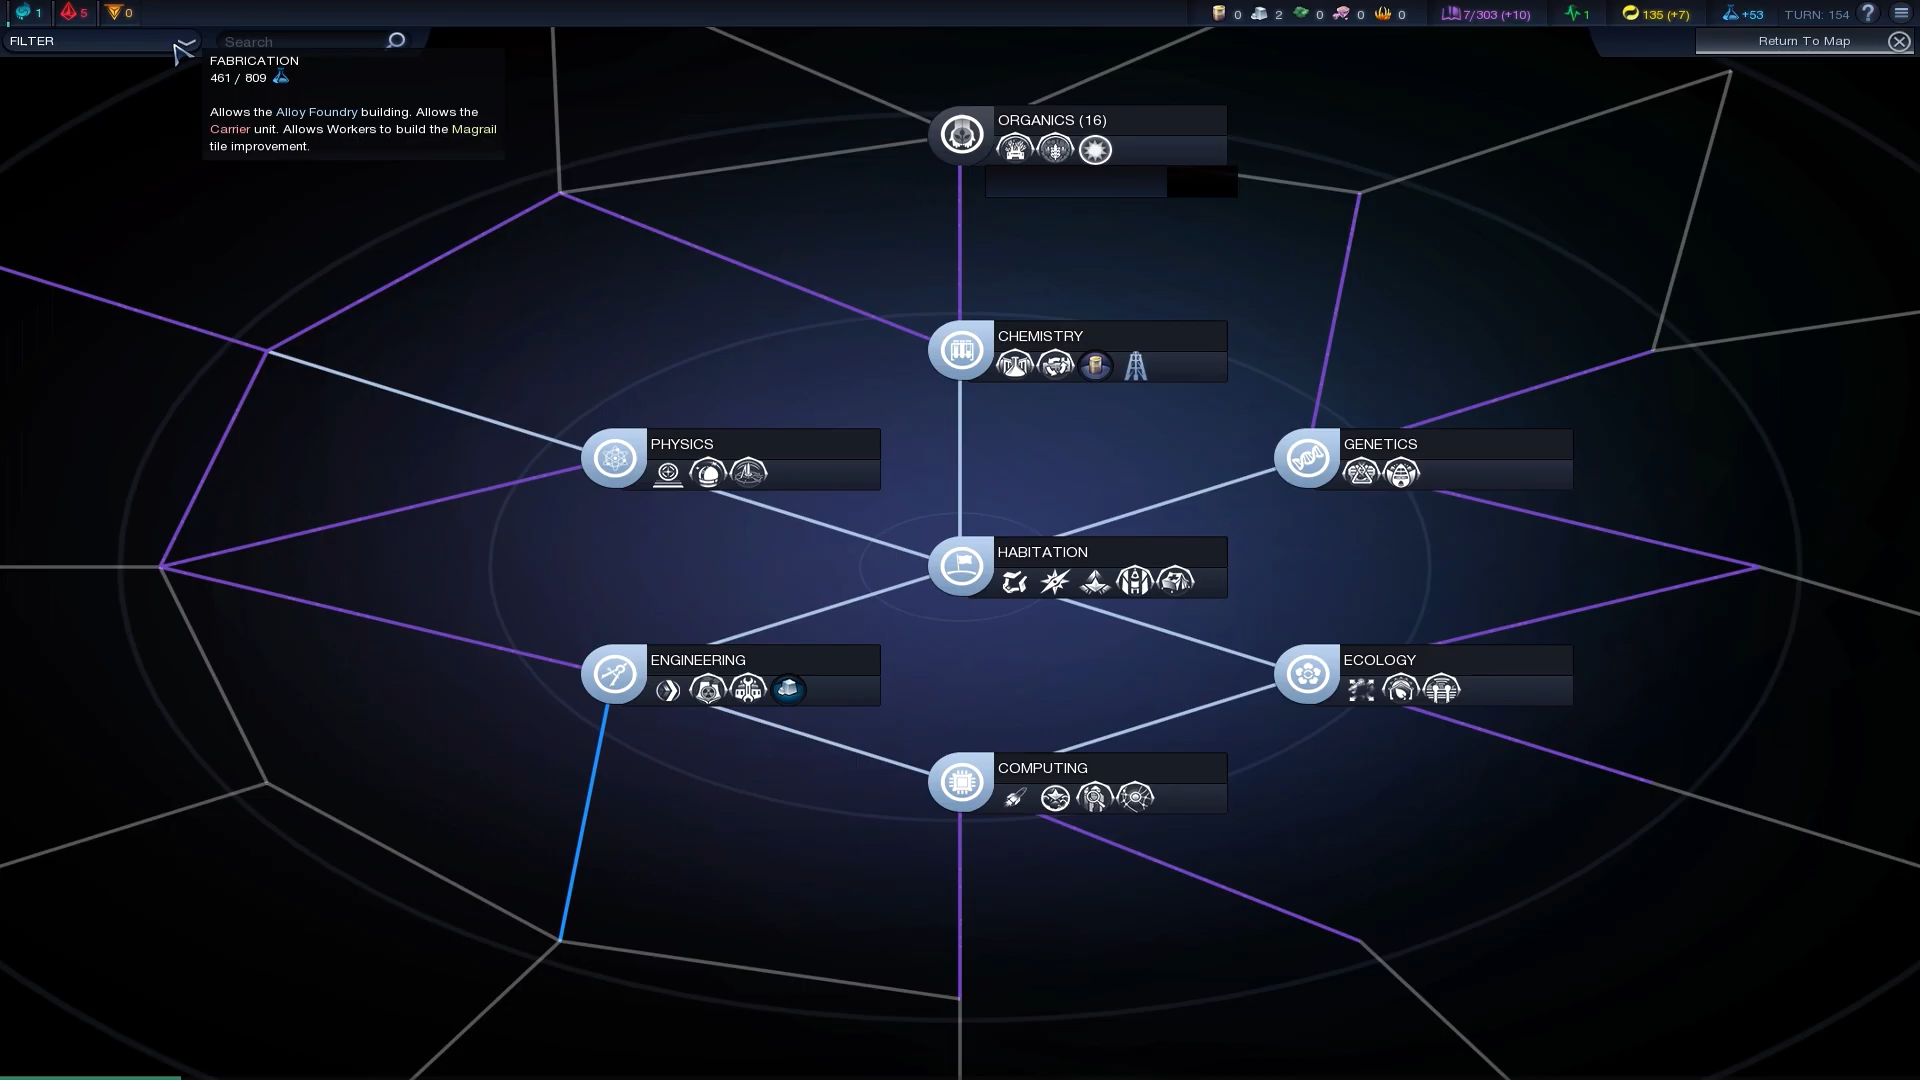 1 5 0 0 2 0 0 0 7/303 (+10) 1 135 (+7) +53 TURN: 154 ?
FILTER Search Return To Map
FABRICATION
461 / 809
Allows the Alloy Foundry building. Allows the
Carrier unit. Allows Workers to build the Magrail
tile improvement.
ORGANICS (16)
CHEMISTRY
PHYSICS
GENETICS
HABITATION
ENGINEERING
ECOLOGY
COMPUTING